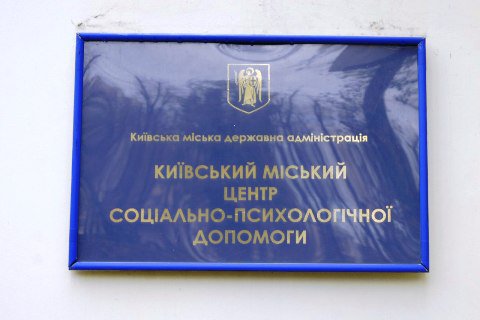 Київська міська державна адміністрація
КИЇВСЬКИЙ МІСЬКИЙ
ЦЕНТР
СОЦІАЛЬНО-ПСИХОЛОГІЧНОЇ
ДОПОМОГИ